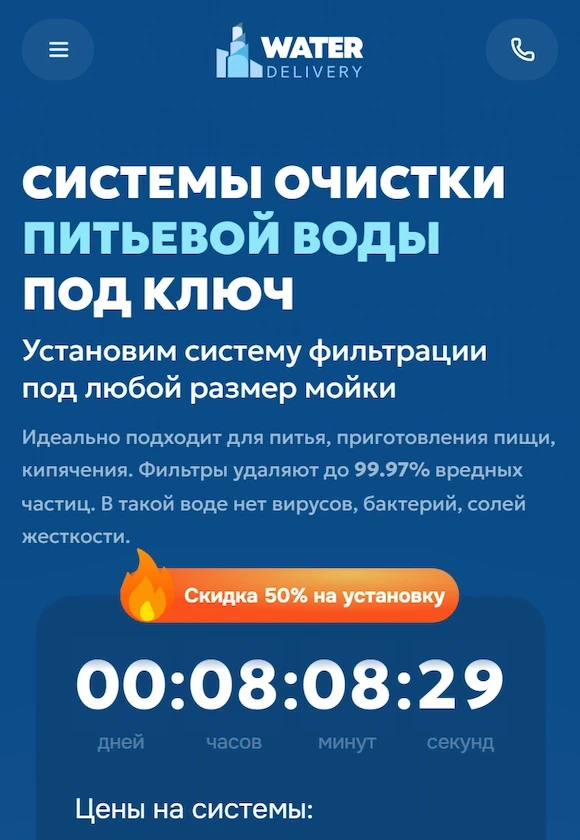 WATER
DELIVERY
СИСТЕМЫ ОЧИСТКИ
ПИТЬЕВОЙ ВОДЫ
ПОД КЛЮЧ
Установим систему фильтрации
под любой размер мойки
Идеально подходит для питья, приготовления пищи,
кипячения. Фильтры удаляют до 99.97% вредных
частиц. В такой воде нет вирусов, бактерий, солей
жесткости.
Скидка 50% на установку
00:08:08:29
дней часов минут секунд
Цены на системы: